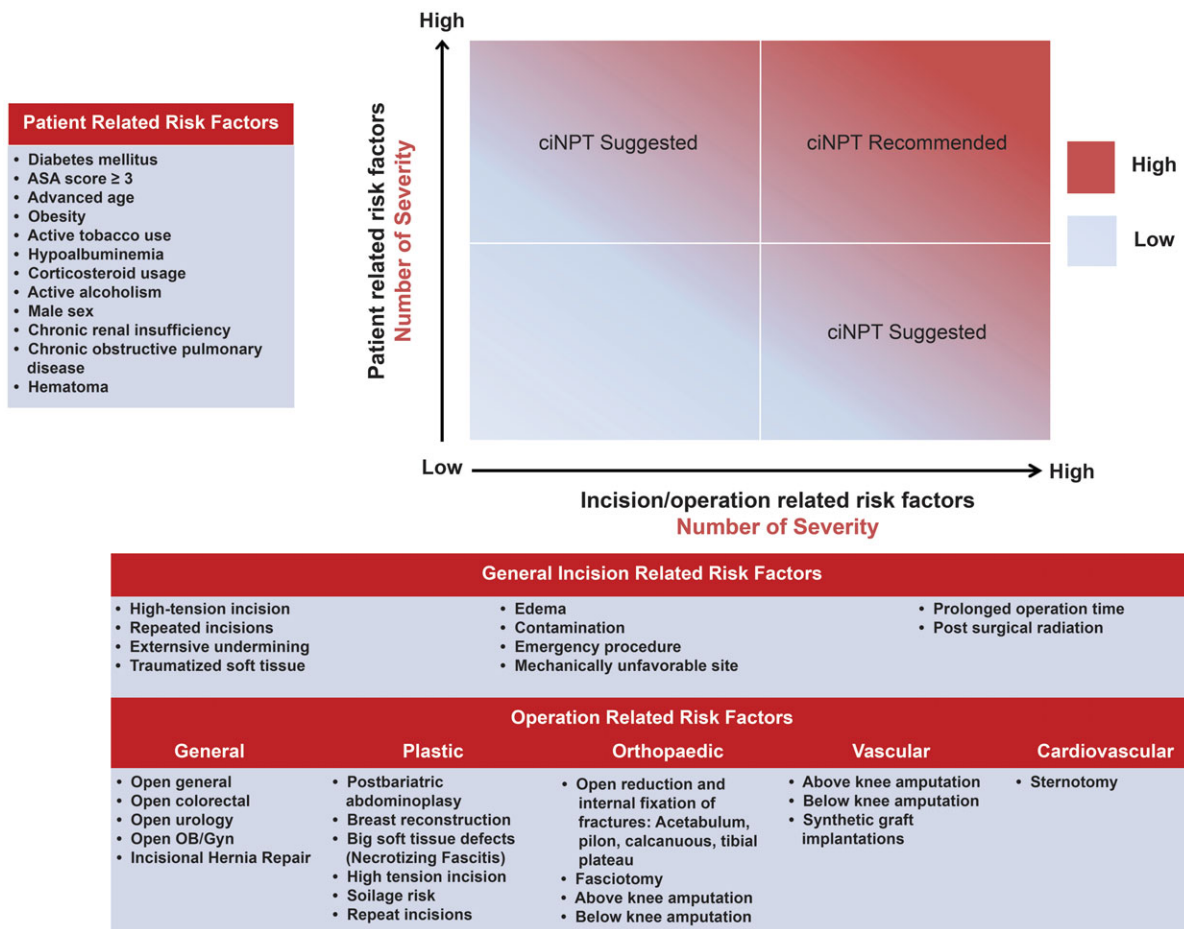 High
Patient related risk factors
Number of Severity
ciNPT Suggested
ciNPT Recommended
ciNPT Suggested
High
Low
Low
High
Incision/operation related risk factors
Number of Severity
Patient Related Risk Factors
• Diabetes mellitus
• ASA score ≥ 3
• Advanced age
• Obesity
• Active tobacco use
• Hypoalbuminemia
• Corticosteroid usage
• Active alcoholism
• Male sex
• Chronic renal insufficiency
• Chronic obstructive pulmonary
disease
• Hematoma
General Incision Related Risk Factors
• High-tension incision
• Repeated incisions
• Externsive undermining
• Traumatized soft tissue
• Edema
• Contamination
• Emergency procedure
• Mechanically unfavorable site
• Prolonged operation time
• Post surgical radiation
Operation Related Risk Factors
General
• Open general
• Open colorectal
• Open urology
• Open OB/Gyn
• Incisional Hernia Repair
Plastic
• Postbariatric
abdominoplasy
• Breast reconstruction
• Big soft tissue defects
(Necrotizing Fascitis)
• High tension incision
• Soilage risk
• Repeat incisions
Orthopaedic
• Open reduction and
internal fixation of
fractures: Acetabulum,
pilon, calcanuous, tibial
plateau
• Fasciotomy
• Above knee amputation
• Below knee amputation
Vascular
• Above knee amputation
• Below knee amputation
• Synthetic graft
implantations
Cardiovascular
• Sternotomy